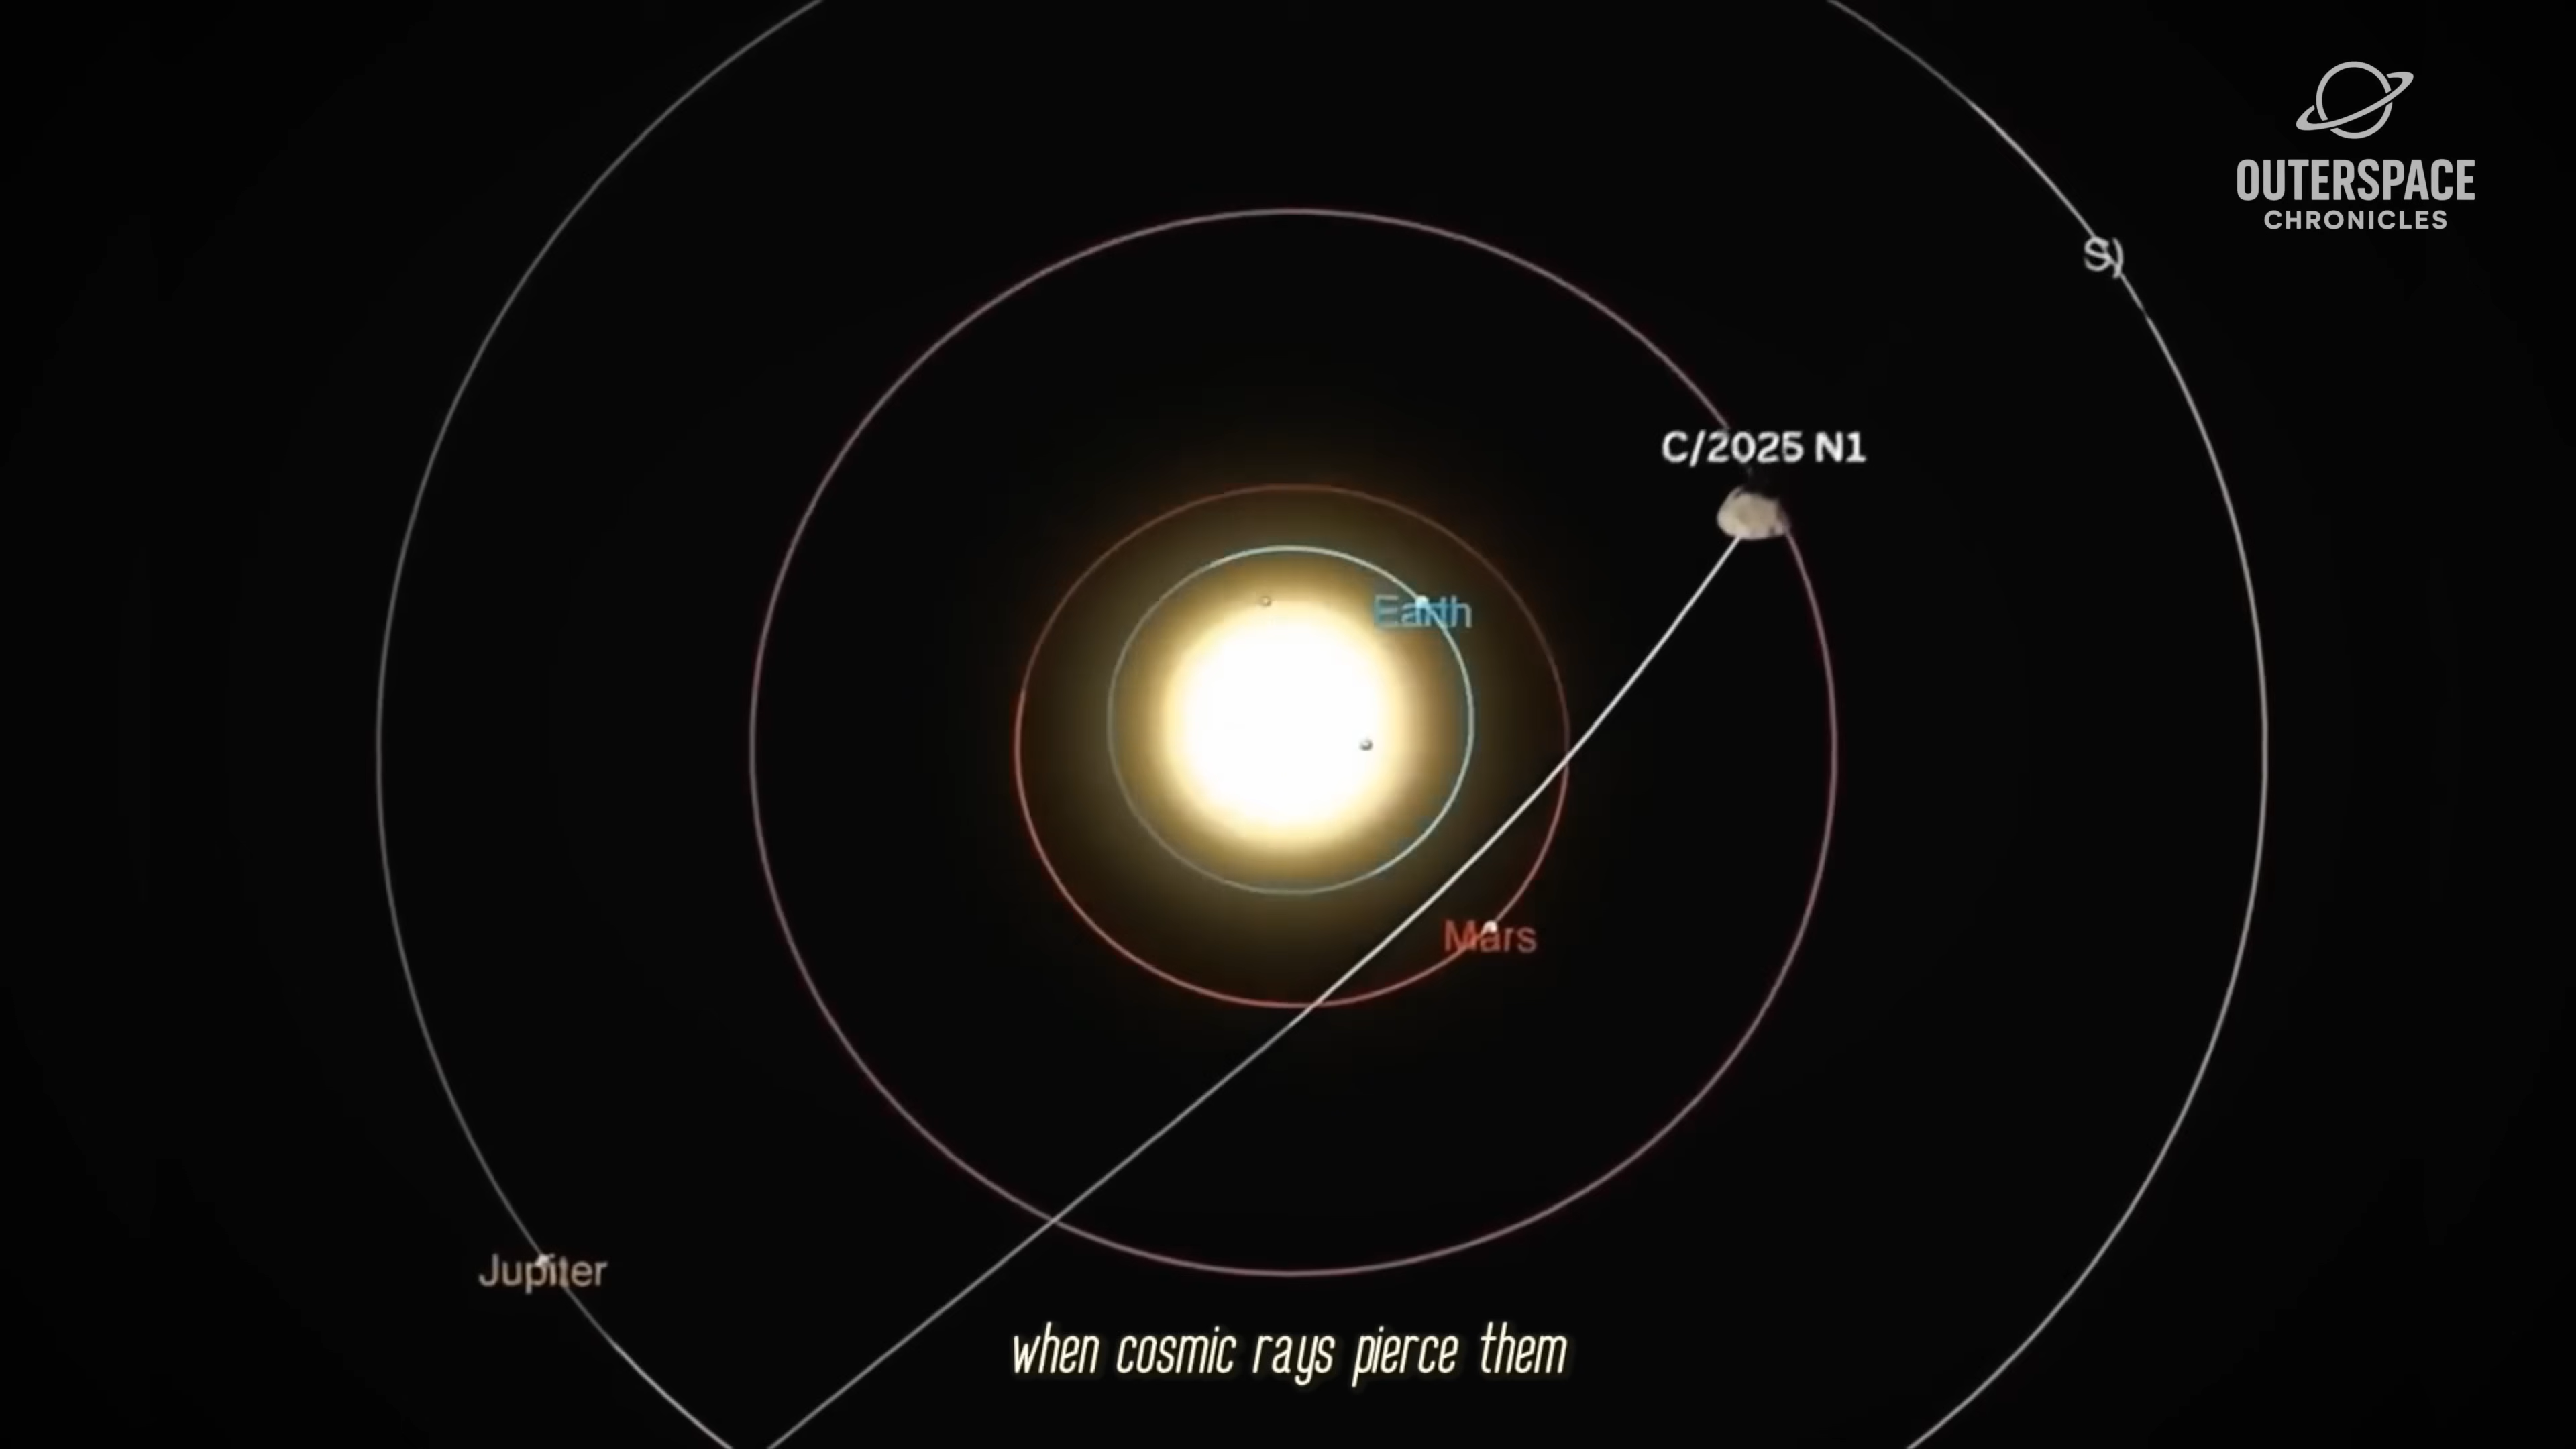 OUTERSPACE
CHRONICLES
S)
C/2025 N1
Earth
Mars
Jupiter
when cosmic rays pierce them